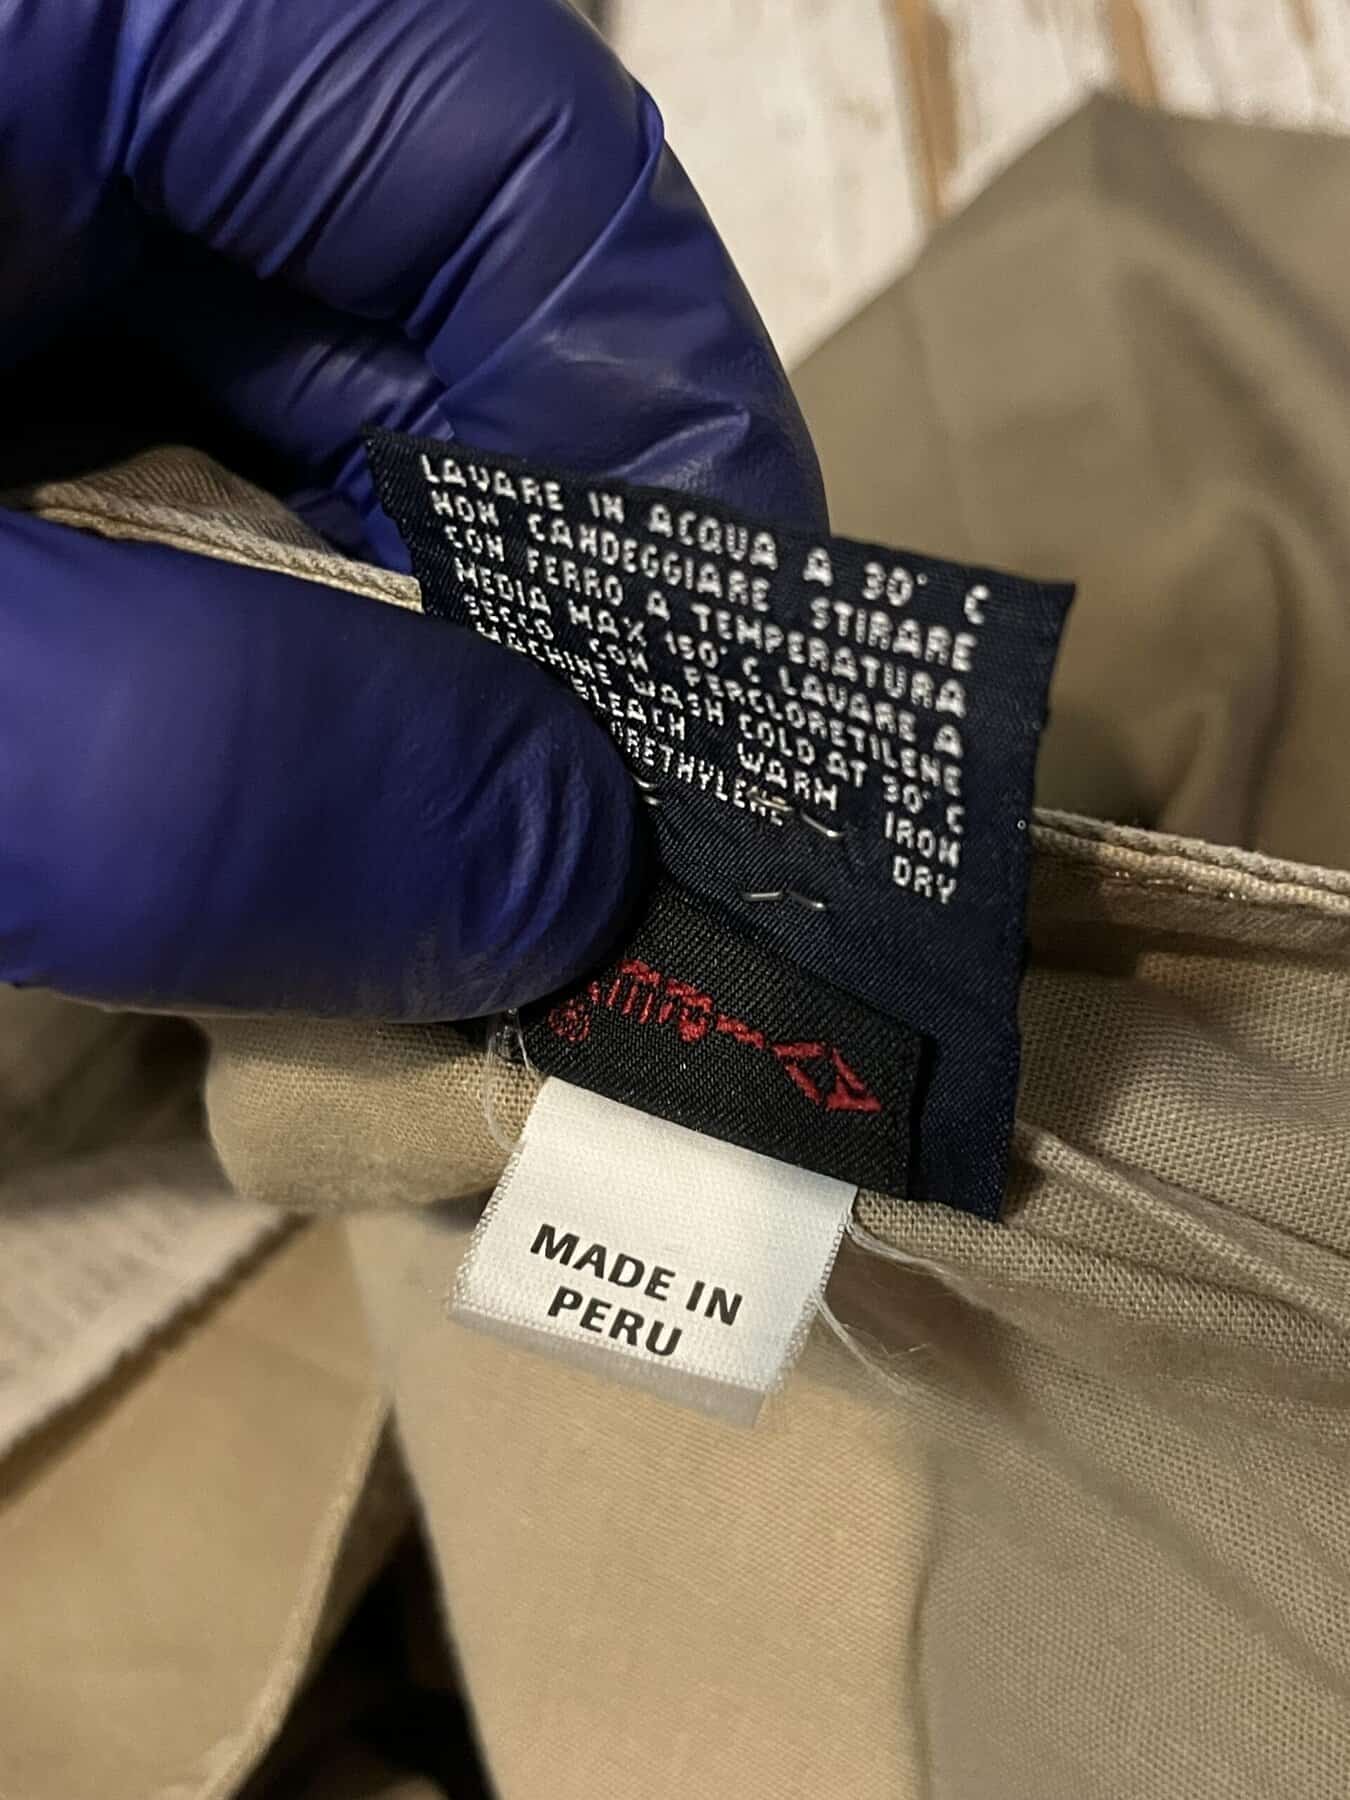 LAVARE IN ACQUA A 30° C
NON CANDEGGIARE STIRARE
CON FERRO A TEMPERATURA
MEDIA MAX 150° C LAVARE A
SECCO CON PERCLORETILENE
MACHINE WASH COLD AT 30° C
BLEACH WARM IRON
DRY
MADE IN
PERU